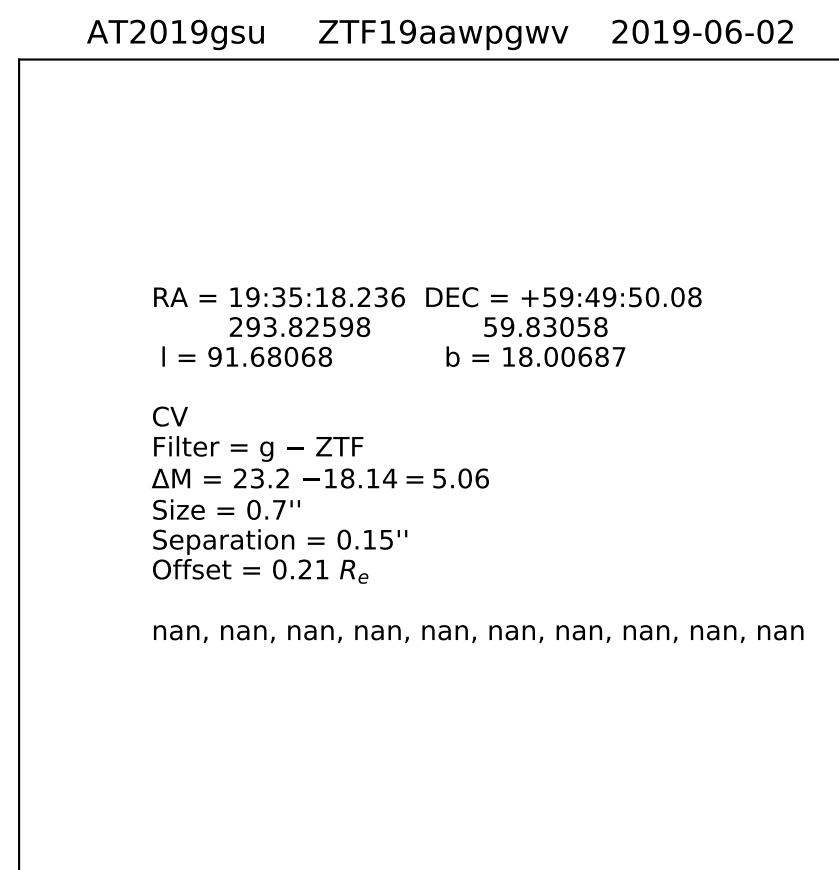 AT2019gsu ZTF19aawpgwv 2019-06-02
RA = 19:35:18.236 DEC = +59:49:50.08
293.82598 59.83058
l = 91.68068 b = 18.00687
CV
Filter = g − ZTF
ΔM = 23.2 −18.14 = 5.06
Size = 0.7''
Separation = 0.15''
Offset = 0.21 Re
nan, nan, nan, nan, nan, nan, nan, nan, nan, nan